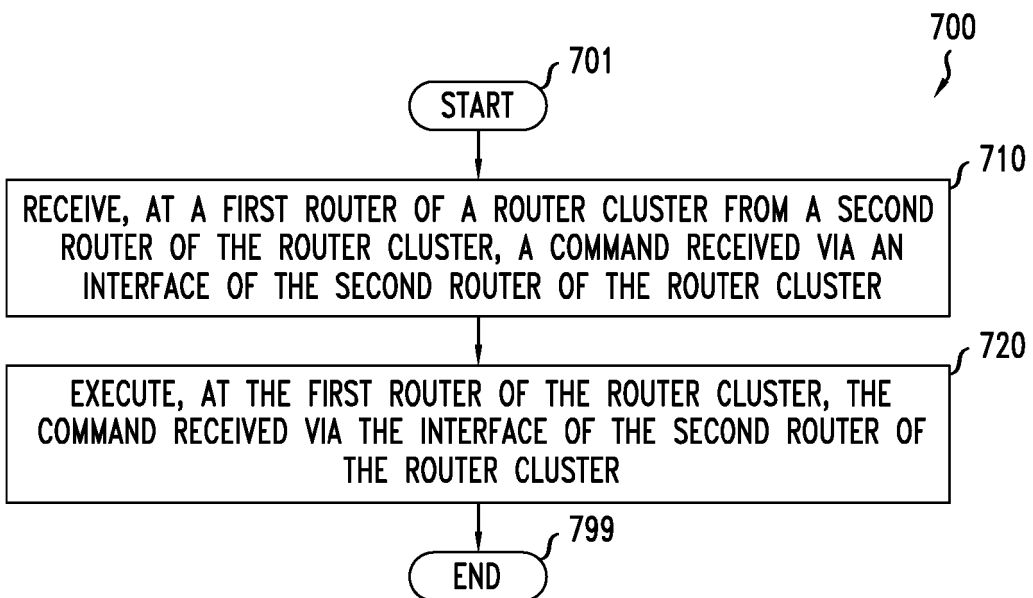 700
701
START
710
RECEIVE, AT A FIRST ROUTER OF A ROUTER CLUSTER FROM A SECOND
ROUTER OF THE ROUTER CLUSTER, A COMMAND RECEIVED VIA AN
INTERFACE OF THE SECOND ROUTER OF THE ROUTER CLUSTER
720
EXECUTE, AT THE FIRST ROUTER OF THE ROUTER CLUSTER, THE
COMMAND RECEIVED VIA THE INTERFACE OF THE SECOND ROUTER OF
THE ROUTER CLUSTER
799
END